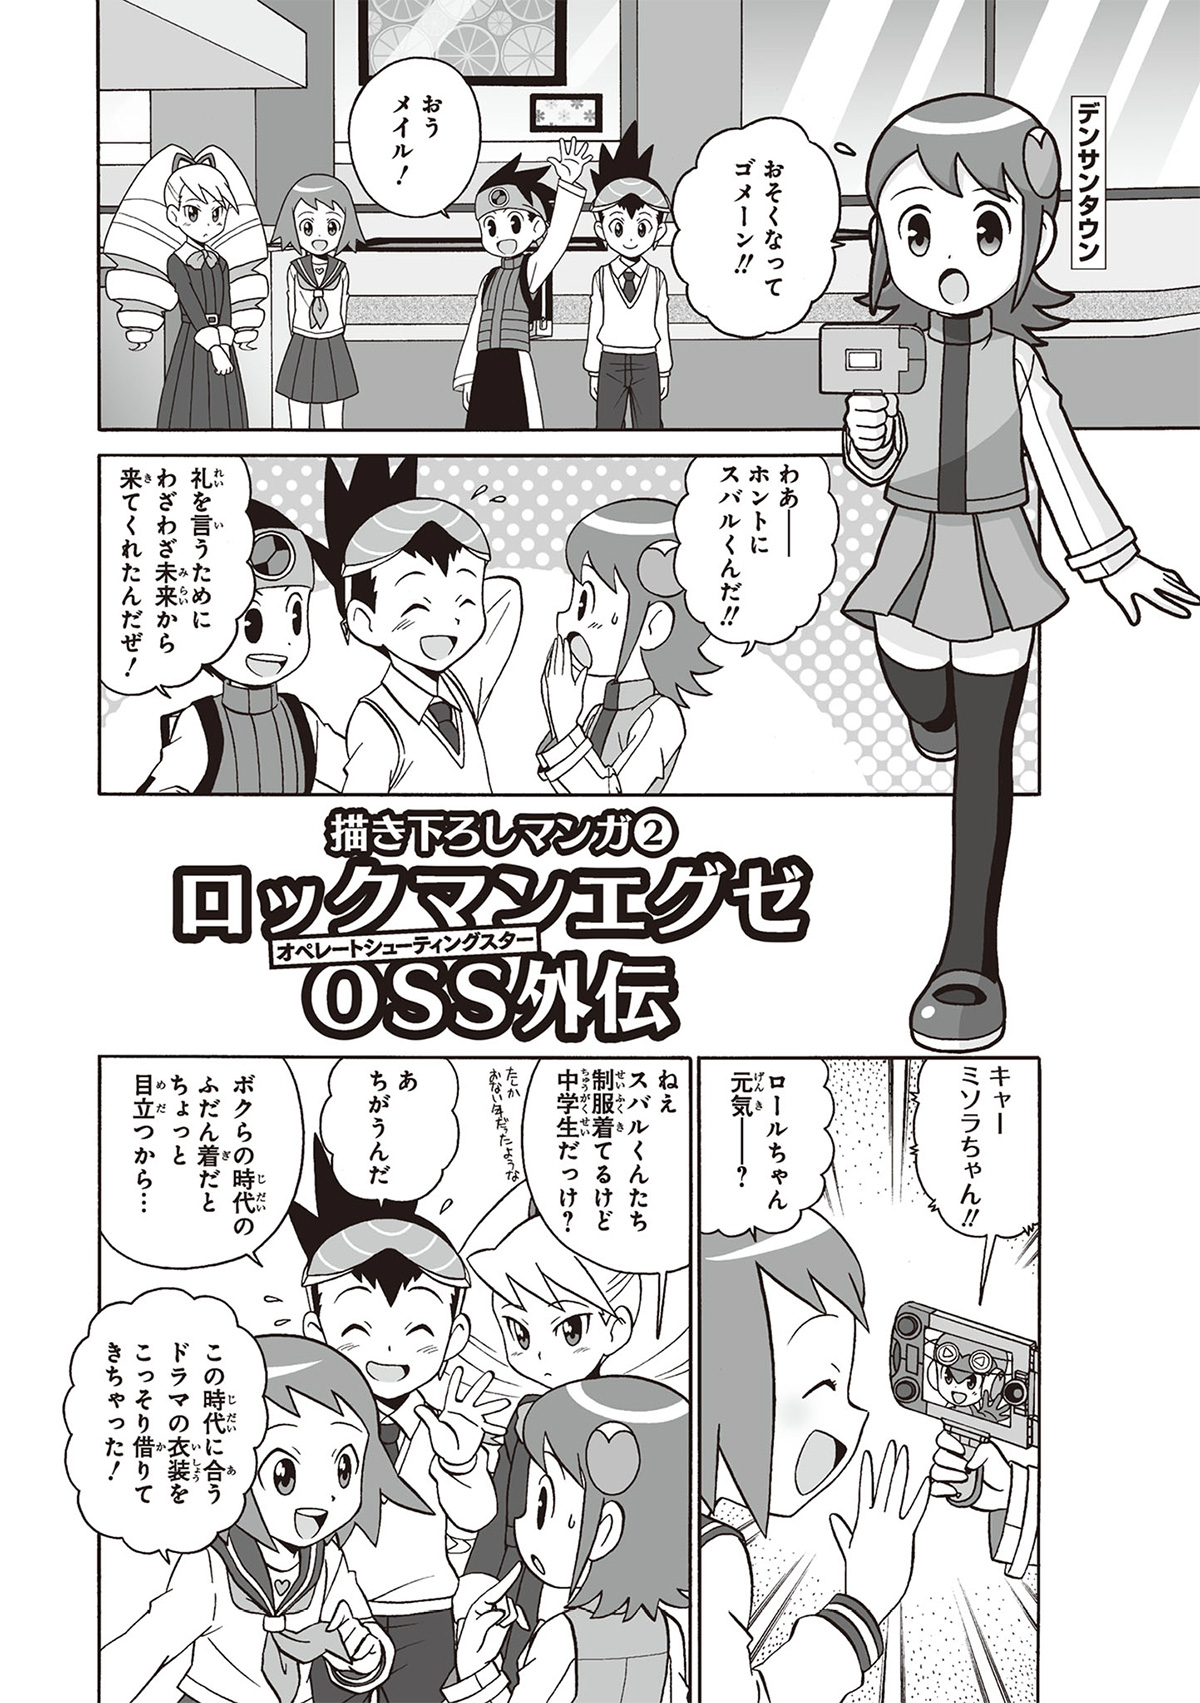 デンサンタウン
おそくなって
ゴメーン!!
おう
メイル!
わあ──
ホントに
スバルくんだ!!
礼を言うために
わざわざ未来から
来てくれたんだぜ!
描き下ろしマンガ❷
ロックマンエグゼ
オペレートシューティングスター
OSS外伝
キャー
ミソラちゃん!!
ロールちゃん
元気──?
ねえ
スバルくんたち
制服着てるけど
中学生だっけ?
たしか
おない年だったような
あ
ちがうんだ
ボクらの時代の
ふだん着だと
ちょっと
目立つから…
この時代に合う
ドラマの衣装を
こっそり借りて
きちゃった!